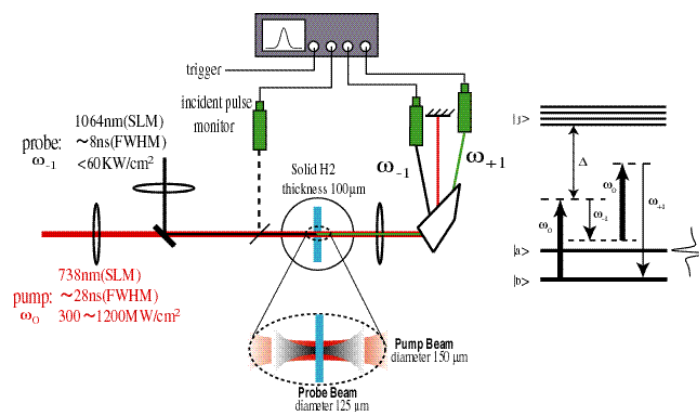 trigger
incident pulse
monitor
1064nm(SLM)
probe: ~8ns(FWHM)
ω-1 <60KW/cm²
Solid H2
thickness 100µm
ω-1
ω+1
738nm(SLM)
pump: ~28ns(FWHM)
ω0 300~1200MW/cm²
Pump Beam
diameter 150 µm
Probe Beam
diameter 125 µm
|j>
Δ
ω0
ω-1
ω0
ω+1
|a>
|b>